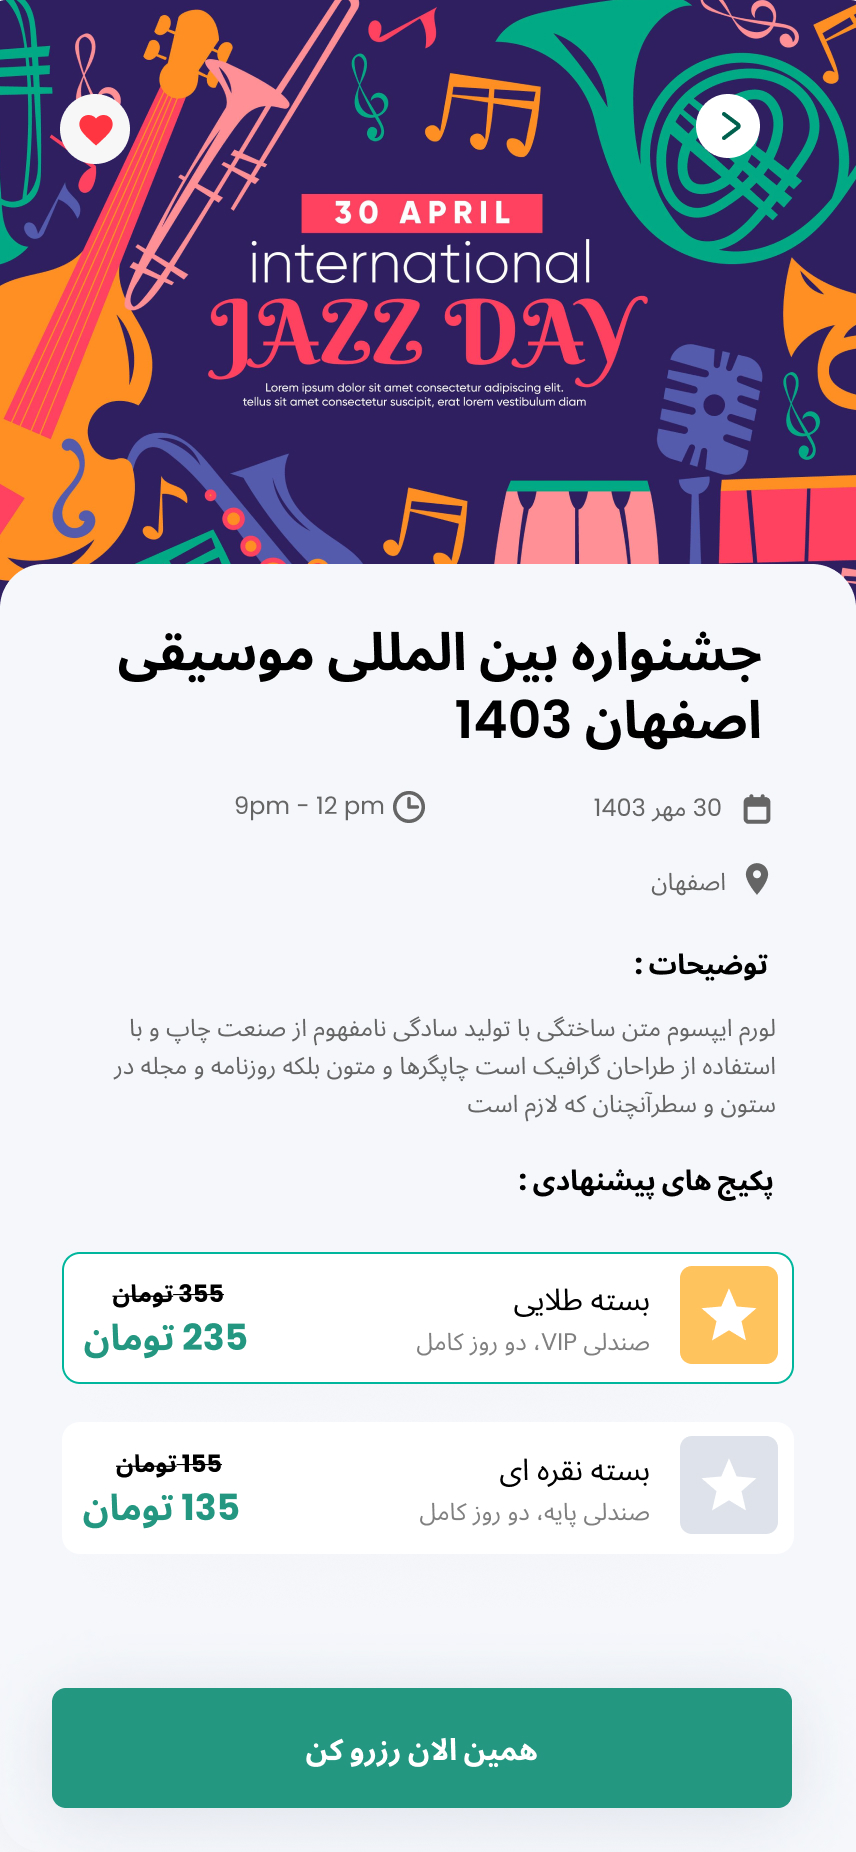 30 APRIL
international
JAZZ DAY
Lorem ipsum dolor sit amet consectetur adipiscing elit.
tellus sit amet consectetur suscipit, erat lorem vestibulum diam
جشنواره بین المللی موسیقی
اصفهان 1403
30 مهر 1403
9pm - 12 pm
اصفهان
توضیحات :
لورم ایپسوم متن ساختگی با تولید سادگی نامفهوم از صنعت چاپ و با
استفاده از طراحان گرافیک است چاپگرها و متون بلکه روزنامه و مجله در
ستون و سطرآنچنان که لازم است
پکیج های پیشنهادی :
بسته طلایی
صندلی VIP، دو روز کامل
355 تومان
235 تومان
بسته نقره ای
صندلی پایه، دو روز کامل
155 تومان
135 تومان
همین الان رزرو کن